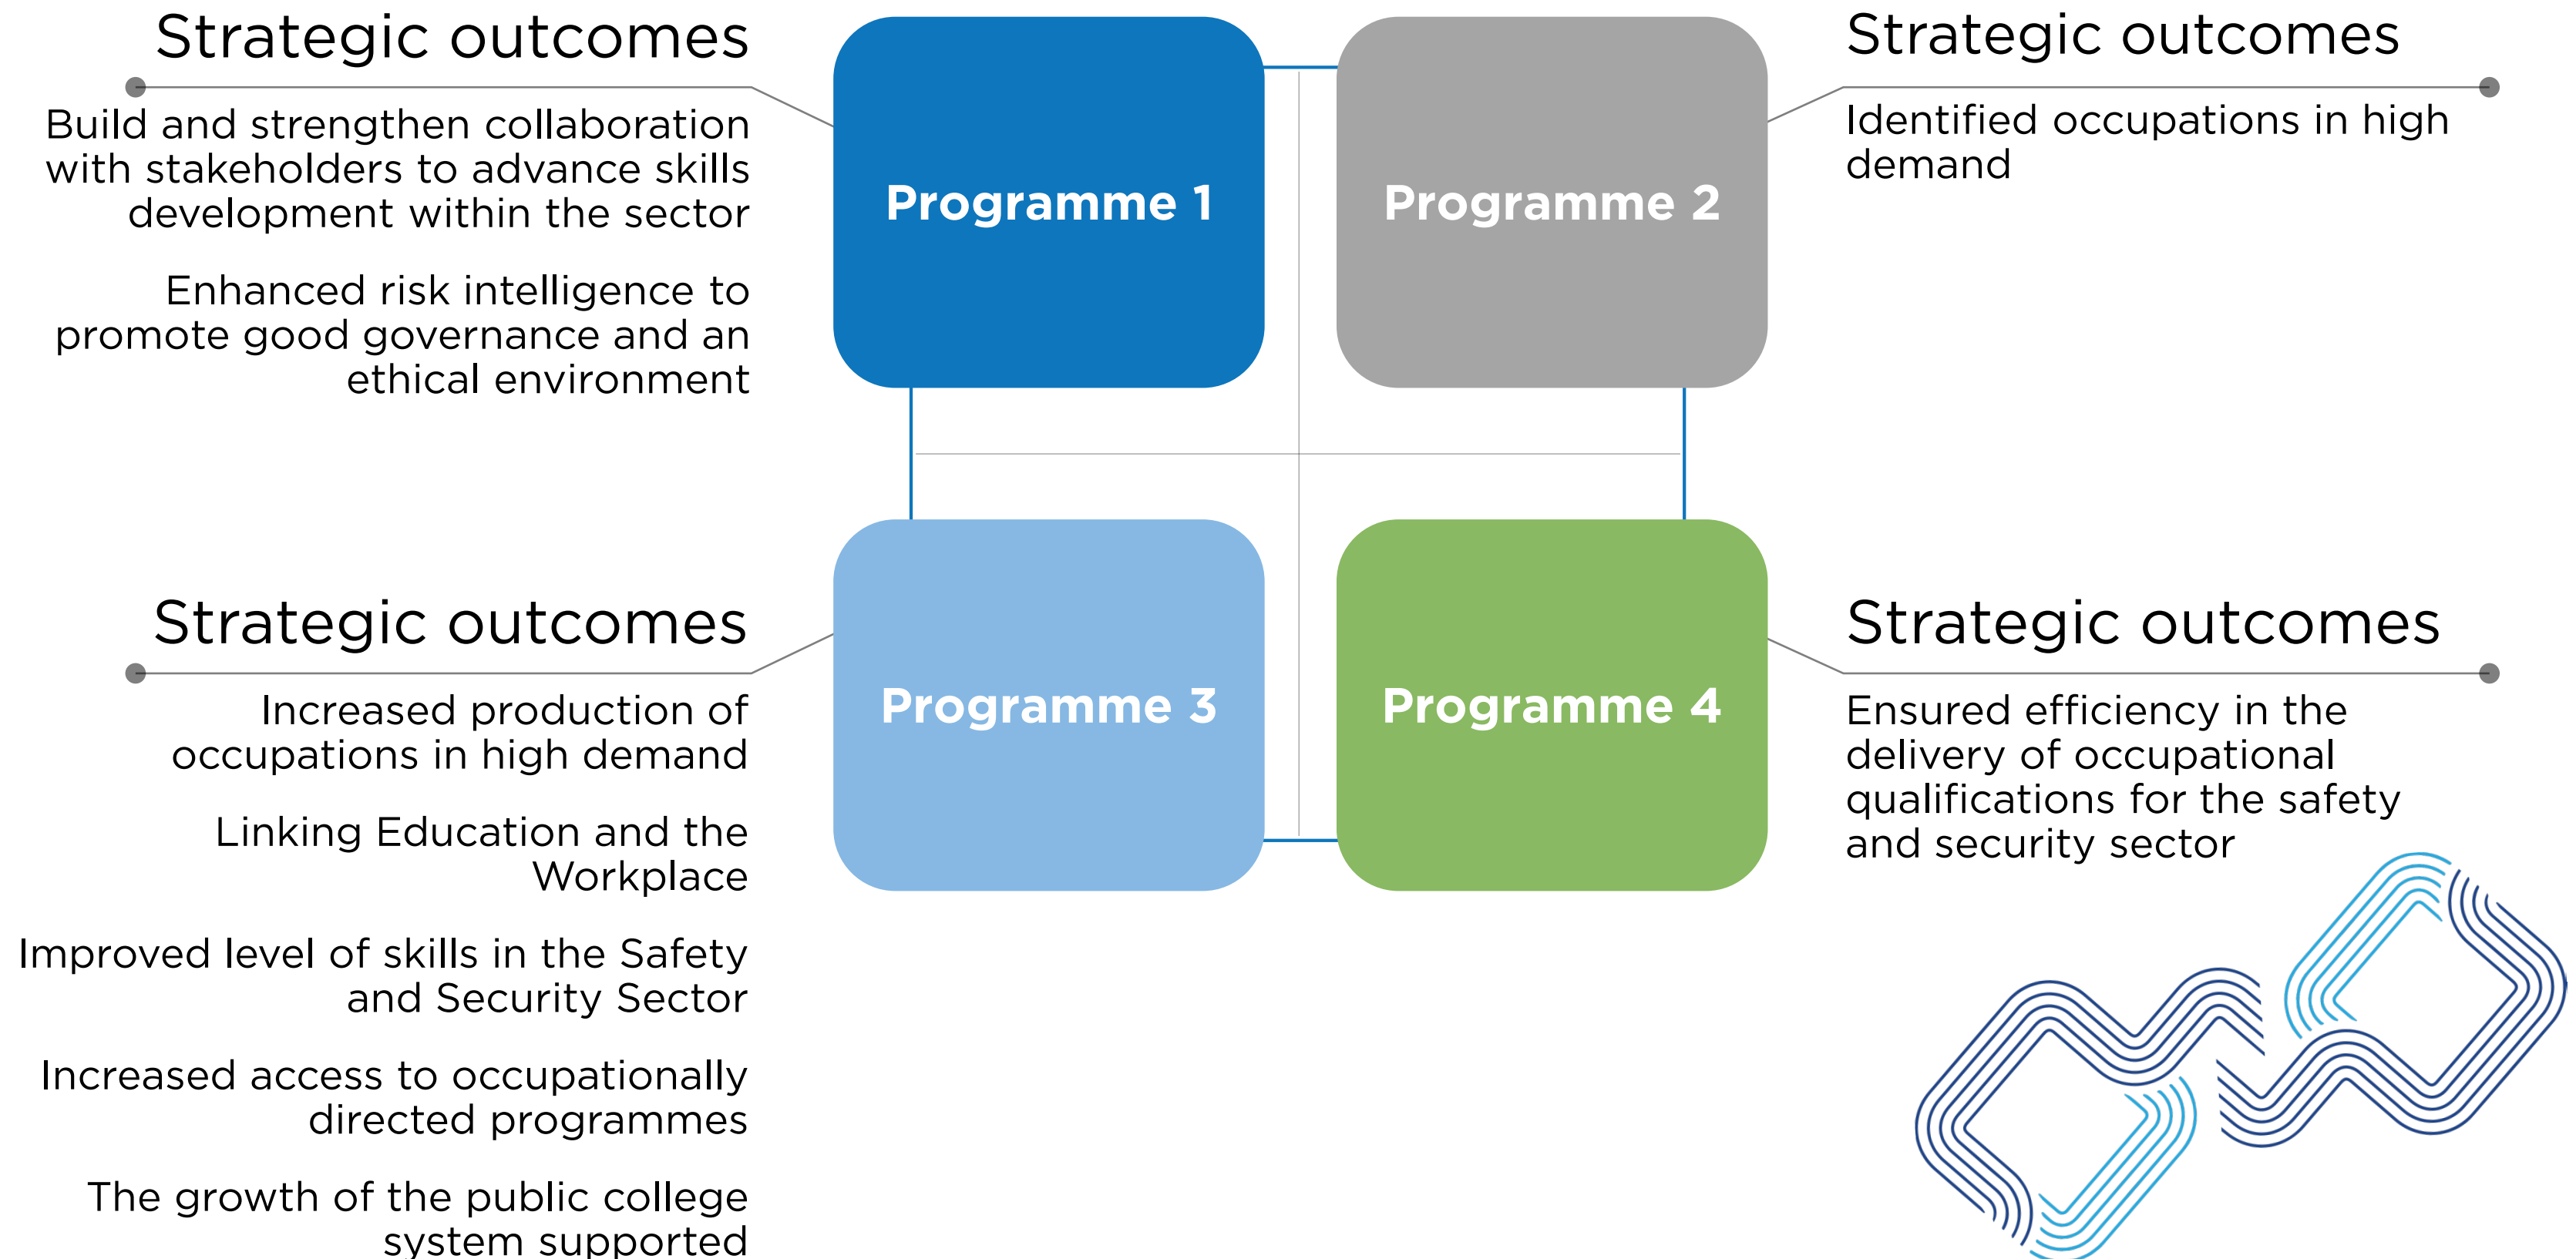 Strategic outcomes
Build and strengthen collaboration
with stakeholders to advance skills
development within the sector
Enhanced risk intelligence to
promote good governance and an
ethical environment
Programme 1
Programme 2
Strategic outcomes
Identified occupations in high
demand
Strategic outcomes
Increased production of
occupations in high demand
Linking Education and the
Workplace
Improved level of skills in the Safety
and Security Sector
Increased access to occupationally
directed programmes
The growth of the public college
system supported
Programme 3
Programme 4
Strategic outcomes
Ensured efficiency in the
delivery of occupational
qualifications for the safety
and security sector